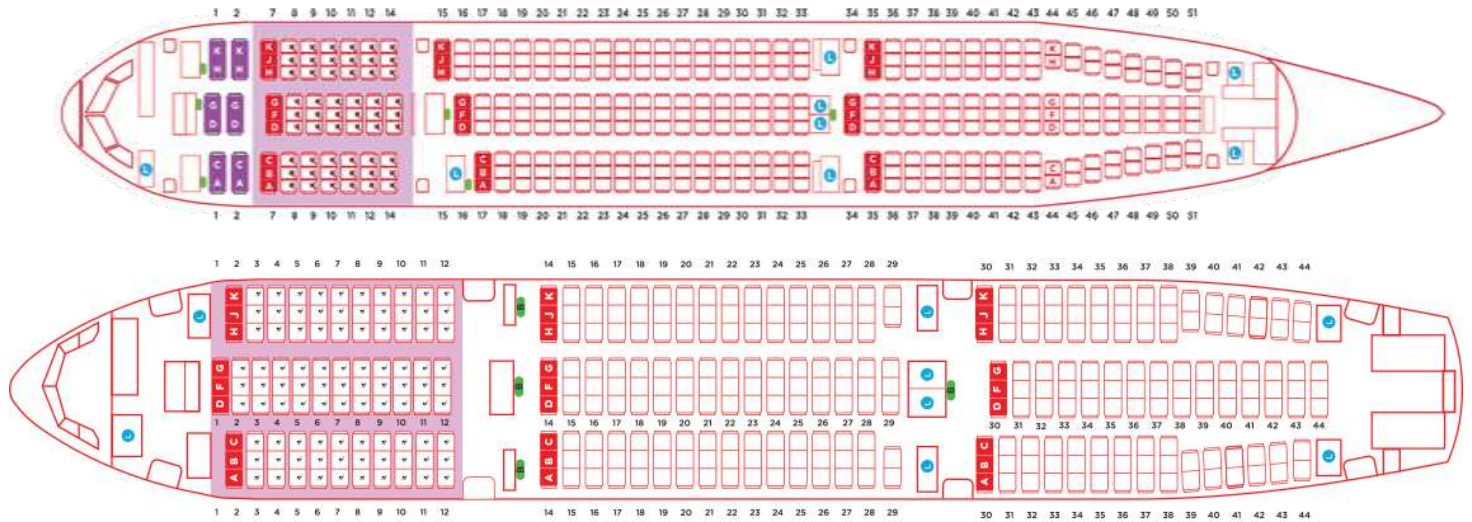 1 2 7 8 9 10 11 12 14 15 16 17 18 19 20 21 22 23 24 25 26 27 28 29 30 31 32 33 34 35 36 37 38 39 40 41 42 43 44 45 46 47 48 49 50 51
K K K K K K
J J J
H H H H H H
L L
G G G G G G
D D F F F F
D D D D
L
L
C C C C C C
A A B B B
A A A A
L L L L
1 2 7 8 9 10 11 12 14 15 16 17 18 19 20 21 22 23 24 25 26 27 28 29 30 31 32 33 34 35 36 37 38 39 40 41 42 43 44 45 46 47 48 49 50 51
1 2 3 4 5 6 7 8 9 10 11 12 14 15 16 17 18 19 20 21 22 23 24 25 26 27 28 29 30 31 32 33 34 35 36 37 38 39 40 41 42 43 44
K K K
J J J
H H H
L B L L
G G G
F F F
D D D
B L B
L
1 2 3 4 5 6 7 8 9 10 11 12 14 15 16 17 18 19 20 21 22 23 24 25 26 27 28 29 30 31 32 33 34 35 36 37 38 39 40 41 42 43 44
C C C
B B B
A A A
L B L L
1 2 3 4 5 6 7 8 9 10 11 12 14 15 16 17 18 19 20 21 22 23 24 25 26 27 28 29 30 31 32 33 34 35 36 37 38 39 40 41 42 43 44